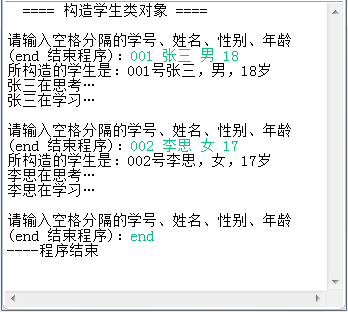 ==== 构造学生类对象 ====
请输入空格分隔的学号、姓名、性别、年龄
(end 结束程序)：001 张三 男 18
所构造的学生是：001号张三，男，18岁
张三在思考…
张三在学习…
请输入空格分隔的学号、姓名、性别、年龄
(end 结束程序)：002 李思 女 17
所构造的学生是：002号李思，女，17岁
李思在思考…
李思在学习…
请输入空格分隔的学号、姓名、性别、年龄
(end 结束程序)：end
----程序结束